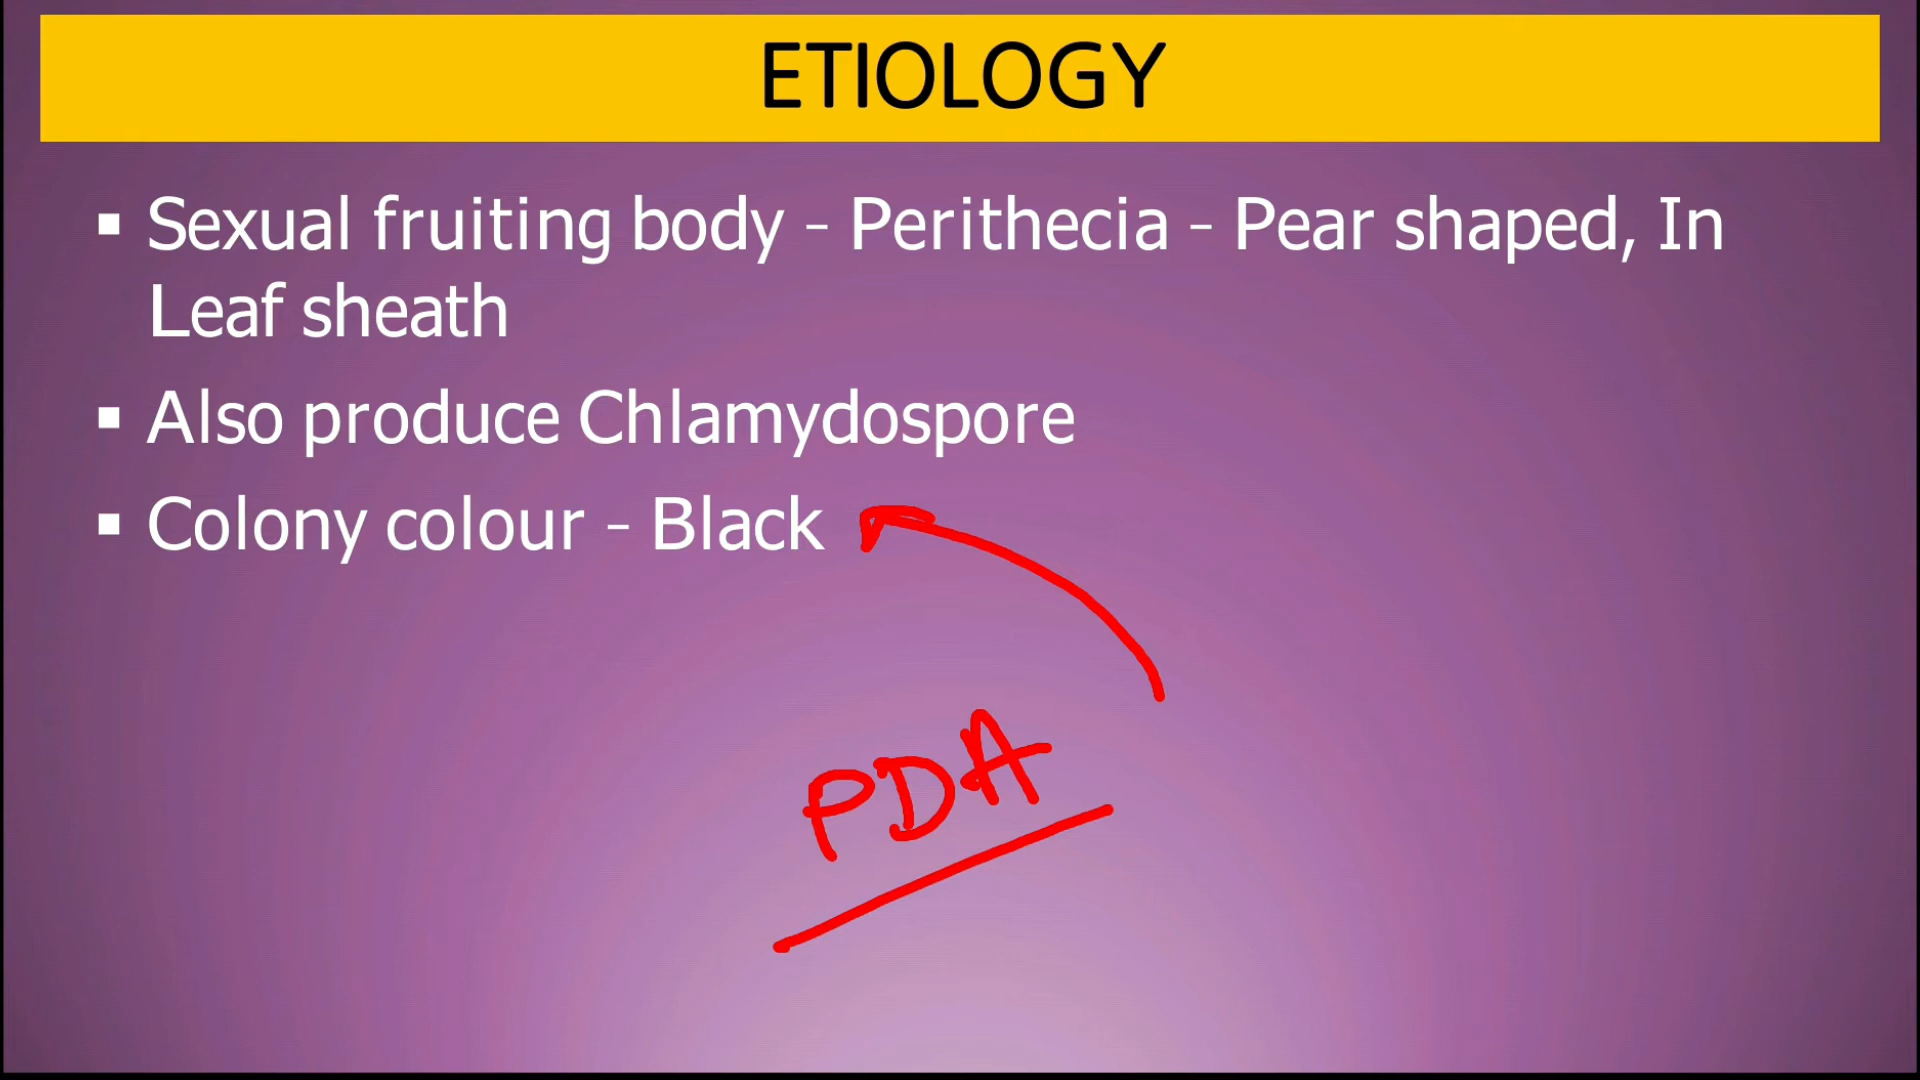 ETIOLOGY
▪ Sexual fruiting body - Perithecia - Pear shaped, In
Leaf sheath
▪ Also produce Chlamydospore
▪ Colony colour - Black
PDA